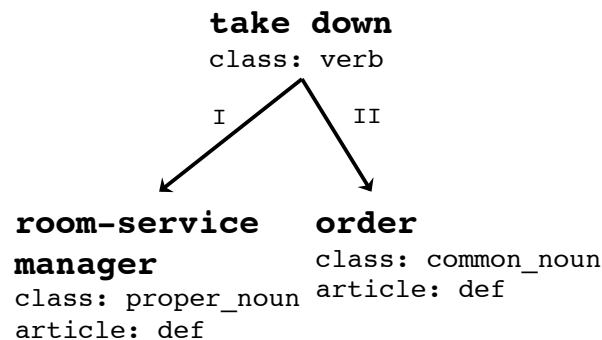 take down
class: verb
I
II
room-service
manager
class: proper_noun
article: def
order
class: common_noun
article: def